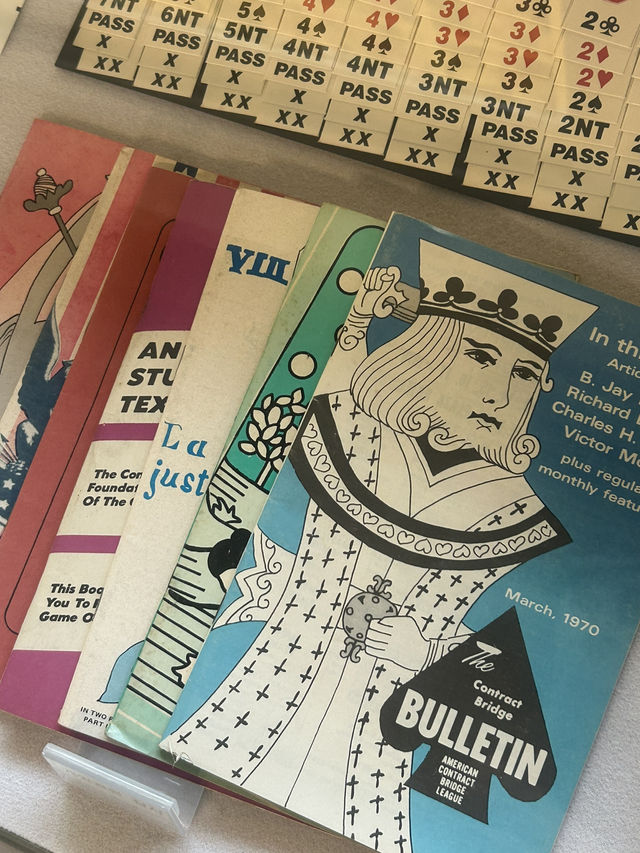 7NT
PASS
X
XX
6NT
PASS
X
XX
5♠
5NT
PASS
X
XX
4♠
4NT
PASS
X
XX
4♥
4♠
4NT
PASS
X
XX
3♦
3♥
3♠
3NT
PASS
X
XX
3♣
3♦
3♥
3♠
3NT
PASS
X
XX
2♣
2♦
2♥
2♠
2NT
PASS
X
XX
AN
STU
TEX
The Con
Foundat
Of The
This Boo
You To
Game O
VIII
I a
just
IN TWO
PART
In th
Artic
B. Jay
Richard
Charles H.
Victor Mo
plus regula
monthly featu
March, 1970
The
Contract
Bridge
BULLETIN
AMERICAN
CONTRACT
BRIDGE
LEAGUE